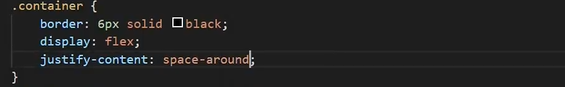 .container {
border: 6px solid black;
display: flex;
justify-content: space-around;
}